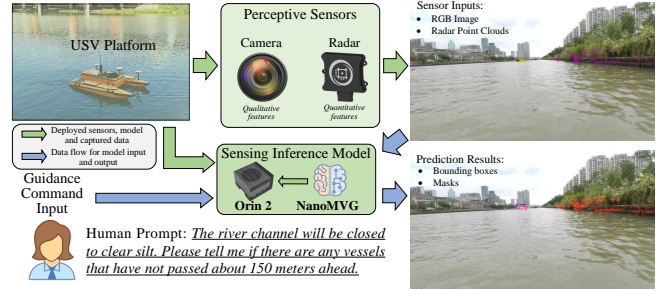 USV Platform
Perceptive Sensors
Camera
Radar
Qualitative
features
Quantitative
features
Sensor Inputs:
• RGB Image
• Radar Point Clouds
Deployed sensors, model
and captured data
Data flow for model input
and output
Sensing Inference Model
Orin 2
NanoMVG
Prediction Results:
• Bounding boxes
• Masks
Guidance
Command
Input
Human Prompt: The river channel will be closed
to clear silt. Please tell me if there are any vessels
that have not passed about 150 meters ahead.